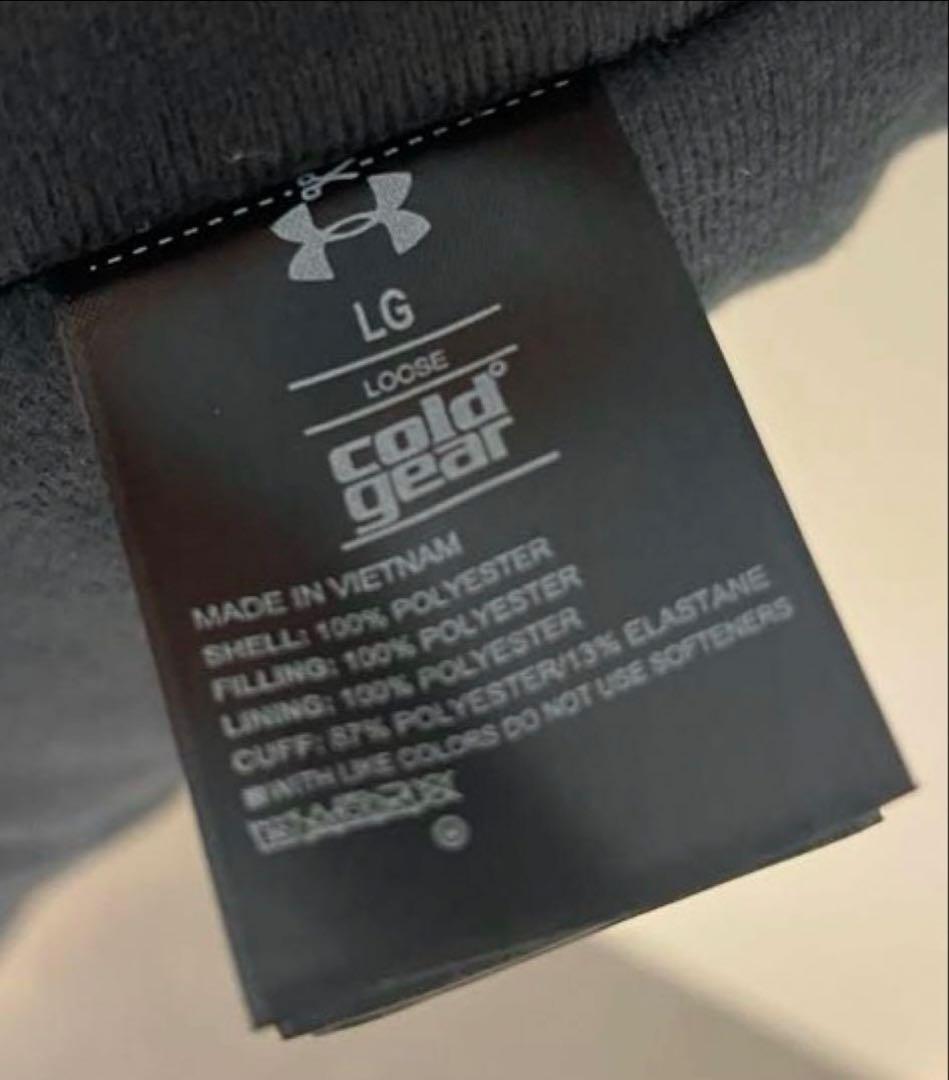 LG
LOOSE
cold
gear
MADE IN VIETNAM
SHELL: 100% POLYESTER
FILLING: 100% POLYESTER
LINING: 100% POLYESTER
CUFF: 87% POLYESTER/13% ELASTANE
WITH LIKE COLORS DO NOT USE SOFTENERS